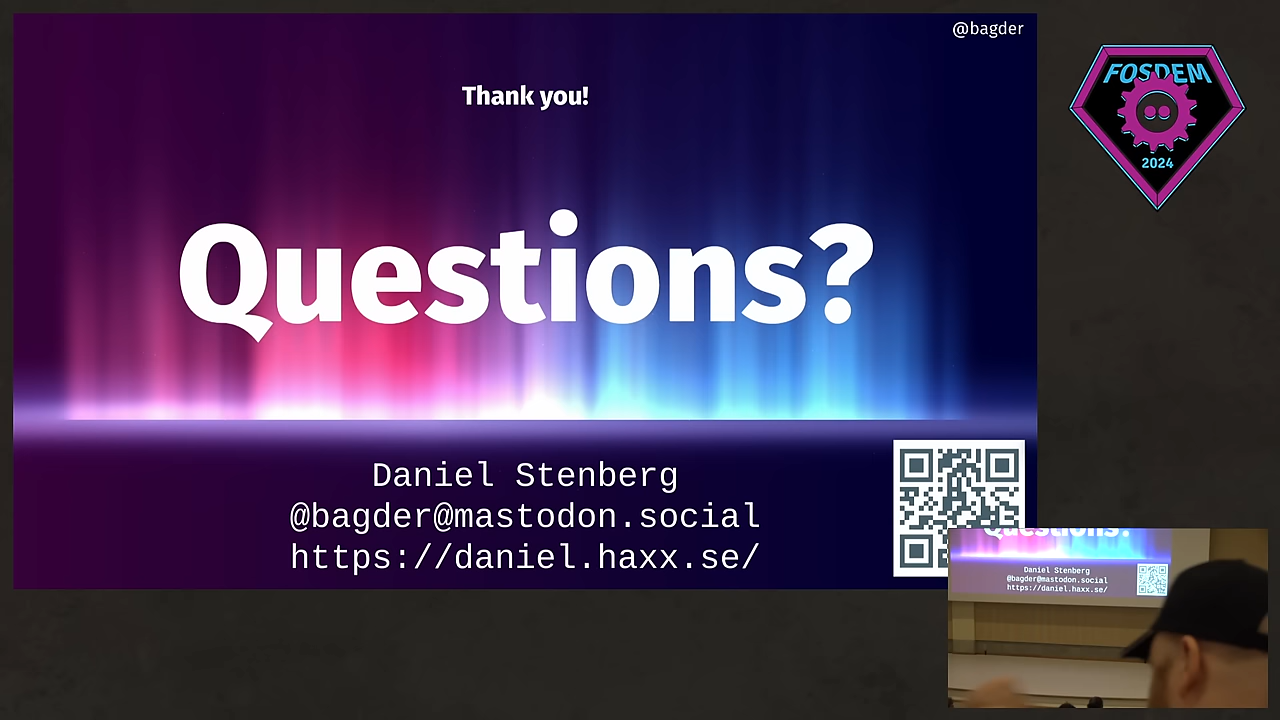 @bagder
Thank you!
Questions?
Daniel Stenberg
@bagder@mastodon.social
https://daniel.haxx.se/
FOSDEM
2024
Questions?
Daniel Stenberg
@bagder@mastodon.social
https://daniel.haxx.se/